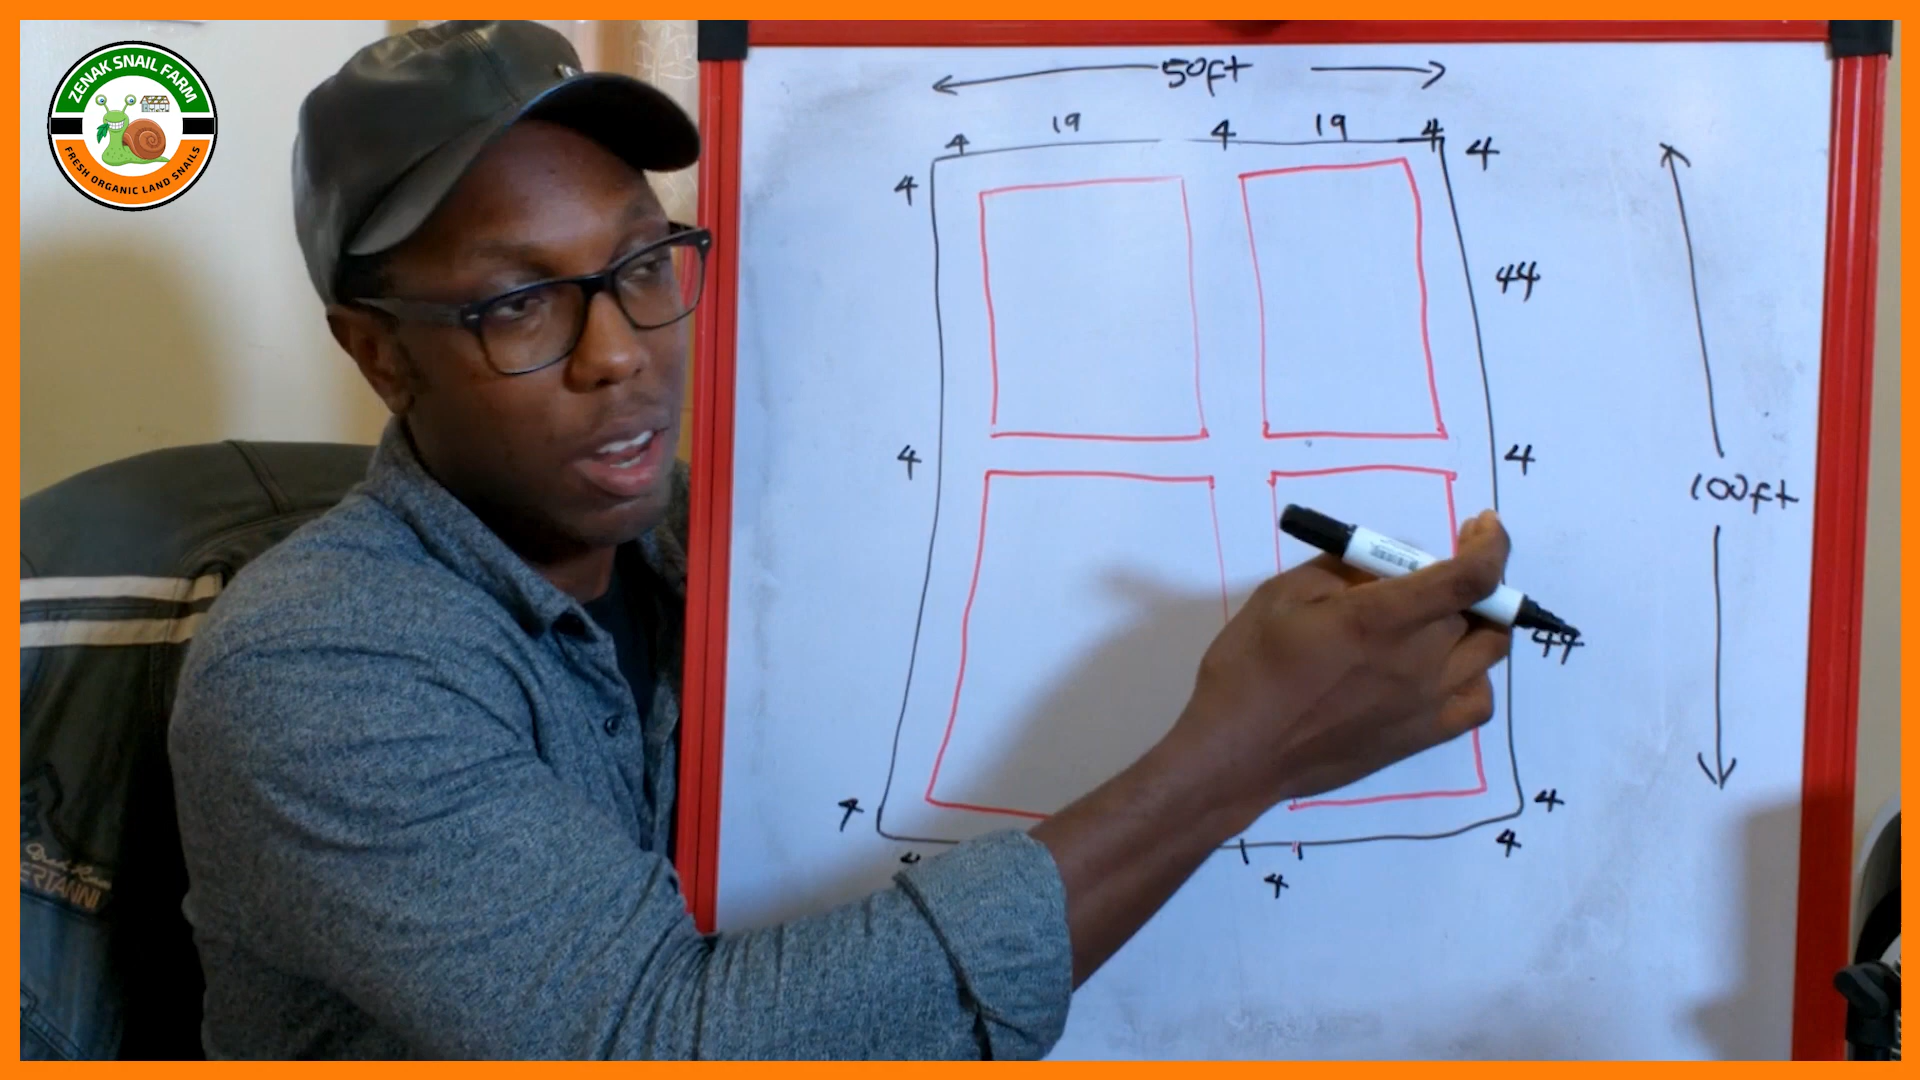 ZENAK SNAIL FARM
FRESH ORGANIC LAND SNAILS
50ft
4 19 4 19 4 4
4
44
4 4
100ft
44
4 4
4 4
4